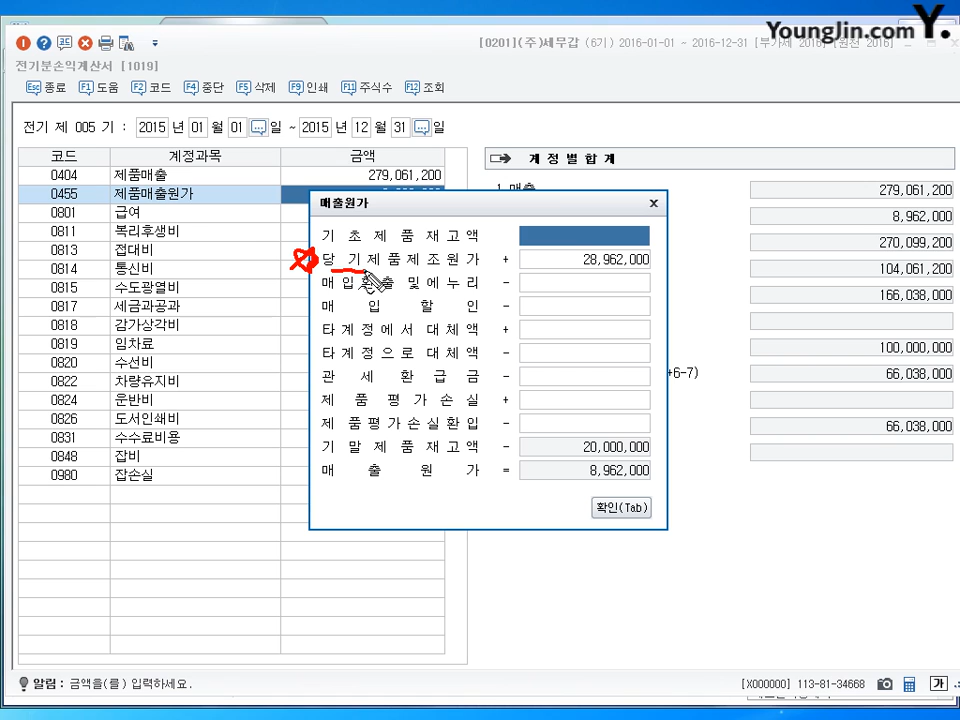 YoungJin.com Y.
[0201](주)세무갑 (6기) 2016-01-01 ~ 2016-12-31 [부가세 2016] [원천 2016]
전기분손익계산서 [1019]
Esc 종료 F1 도움 F2 코드 F4 중단 F5 삭제 F9 인쇄 F11 주식수 F12 조회
전기 제 005 기 : 2015 년 01 월 01 일 ~ 2015 년 12 월 31 일
코드 계정과목 금액
0404 제품매출 279,061,200
0455 제품매출원가
0801 급여
0811 복리후생비
0813 접대비
0814 통신비
0815 수도광열비
0817 세금과공과
0818 감가상각비
0819 임차료
0820 수선비
0822 차량유지비
0824 운반비
0826 도서인쇄비
0831 수수료비용
0848 잡비
0980 잡손실
계 정 별 합 계
1.매출 279,061,200
8,962,000
270,099,200
104,061,200
166,038,000
100,000,000
+6-7) 66,038,000
66,038,000
매출원가 x
기 초 제 품 재 고 액
당 기 제 품 제 조 원 가 + 28,962,000
매 입 환 출 및 에 누 리 -
매 입 할 인 -
타 계 정 에 서 대 체 액 +
타 계 정 으 로 대 체 액 -
관 세 환 급 금 -
제 품 평 가 손 실 +
제 품 평 가 손 실 환 입 -
기 말 제 품 재 고 액 - 20,000,000
매 출 원 가 = 8,962,000
확인(Tab)
알림 : 금액을(를) 입력하세요.
[X000000] 113-81-34668 가